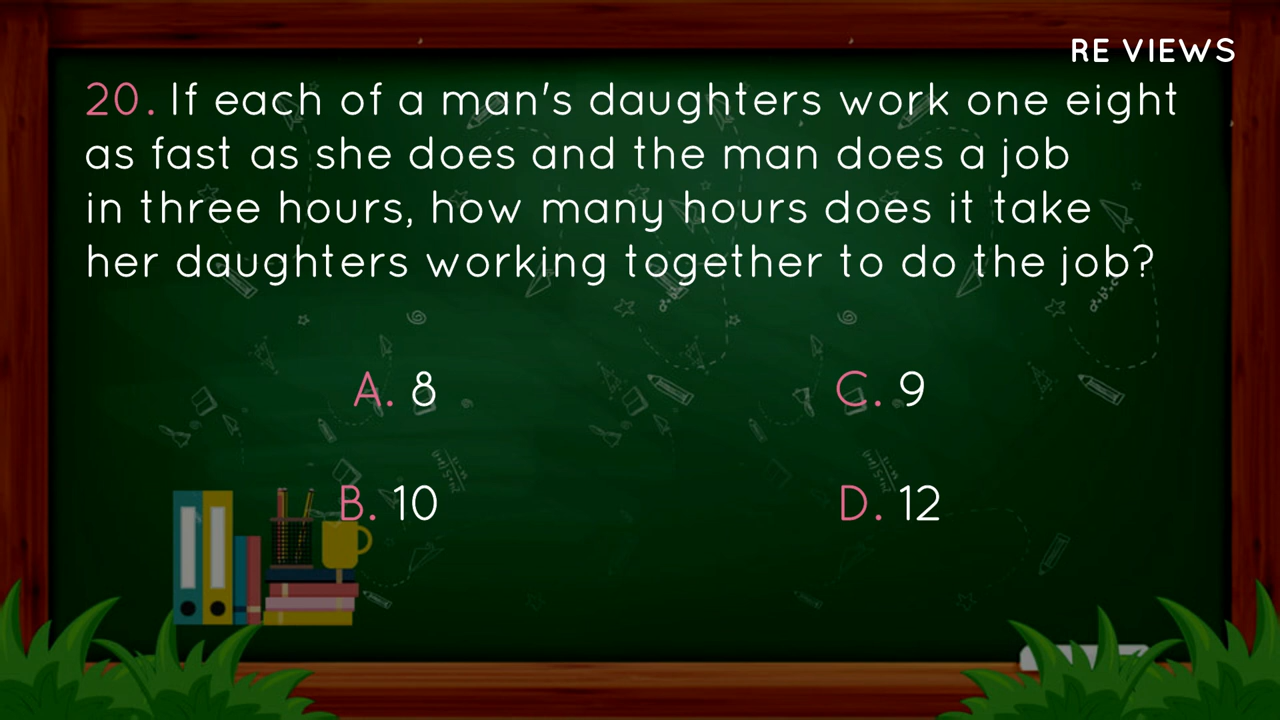 RE VIEWS
20. If each of a man's daughters work one eight
as fast as she does and the man does a job
in three hours, how many hours does it take
her daughters working together to do the job?
A. 8
C. 9
B. 10
D. 12